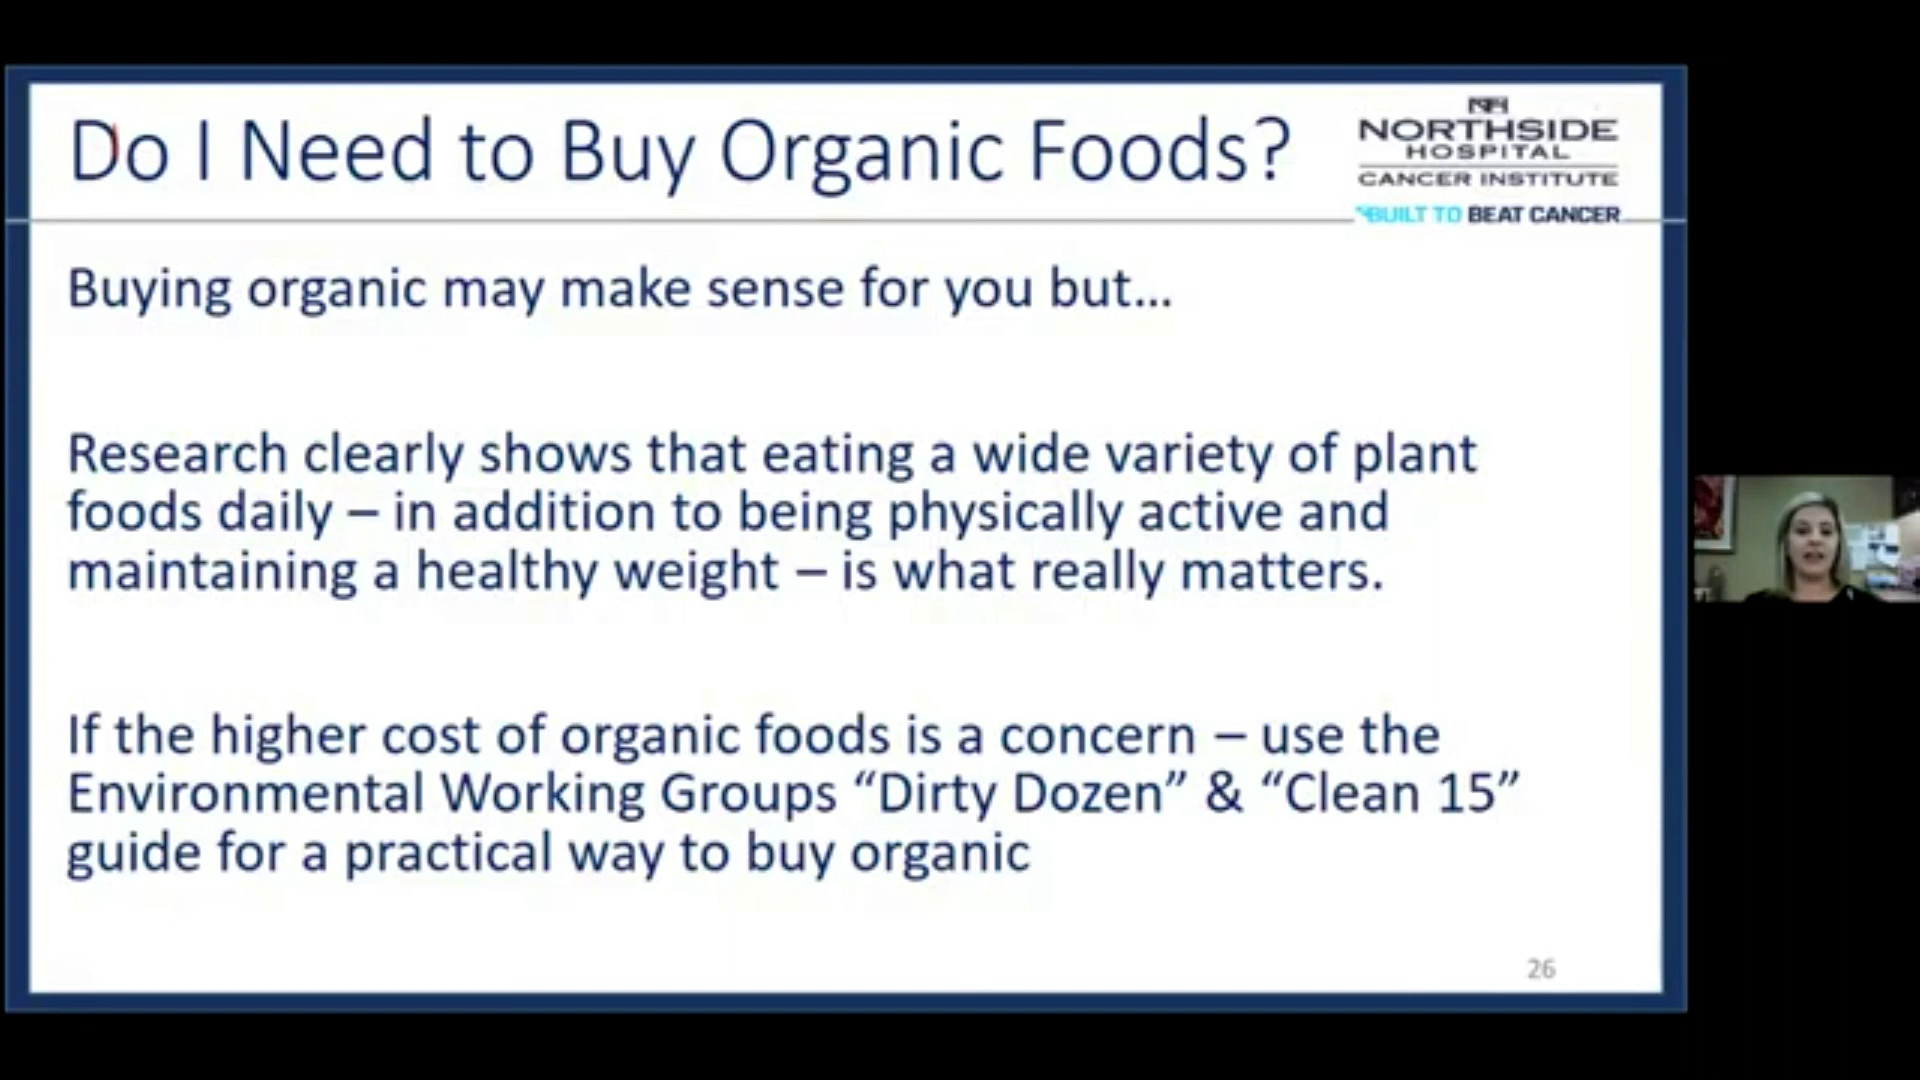 Do I Need to Buy Organic Foods?
NH
NORTHSIDE
HOSPITAL
CANCER INSTITUTE
BUILT TO BEAT CANCER
Buying organic may make sense for you but...
Research clearly shows that eating a wide variety of plant
foods daily – in addition to being physically active and
maintaining a healthy weight – is what really matters.
If the higher cost of organic foods is a concern – use the
Environmental Working Groups “Dirty Dozen” & “Clean 15”
guide for a practical way to buy organic
26